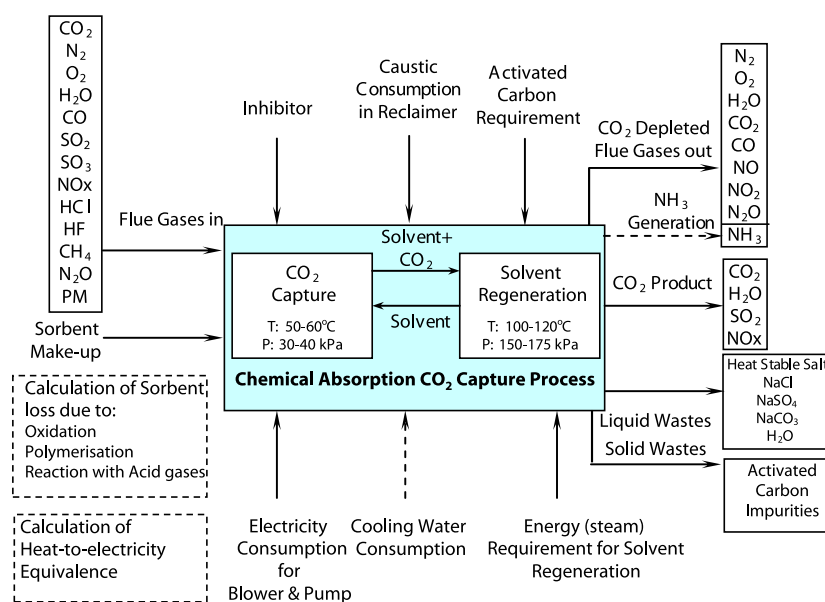 CO₂
N₂
O₂
H₂O
CO
SO₂
SO₃
NOx
HCl
HF
CH₄
N₂O
PM
Flue Gases in
Sorbent
Make-up
Inhibitor
Caustic
Consumption
in Reclaimer
Activated
Carbon
Requirement
CO₂ Depleted
Flue Gases out
NH₃
Generation
N₂
O₂
H₂O
CO₂
CO
NO
NO₂
N₂O
NH₃
Solvent+
CO₂
Solvent
CO₂
Capture
T: 50-60°C
P: 30-40 kPa
Solvent
Regeneration
T: 100-120°C
P: 150-175 kPa
Chemical Absorption CO₂ Capture Process
CO₂ Product
CO₂
H₂O
SO₂
NOx
Liquid Wastes
Heat Stable Salt
NaCl
NaSO₄
NaCO₃
H₂O
Solid Wastes
Activated
Carbon
Impurities
Calculation of Sorbent
loss due to:
Oxidation
Polymerisation
Reaction with Acid gases
Calculation of
Heat-to-electricity
Equivalence
Electricity
Consumption
for
Blower & Pump
Cooling Water
Consumption
Energy (steam)
Requirement for Solvent
Regeneration